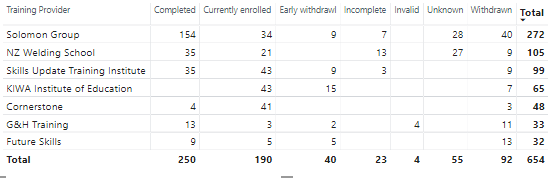 Training Provider Completed Currently enrolled Early withdrawl Incomplete Invalid Unknown Withdrawn Total
Solomon Group 154 34 9 7 28 40 272
NZ Welding School 35 21 13 27 9 105
Skills Update Training Institute 35 43 9 3 9 99
KIWA Institute of Education 43 15 7 65
Cornerstone 4 41 3 48
G&H Training 13 3 2 4 11 33
Future Skills 9 5 5 13 32
Total 250 190 40 23 4 55 92 654